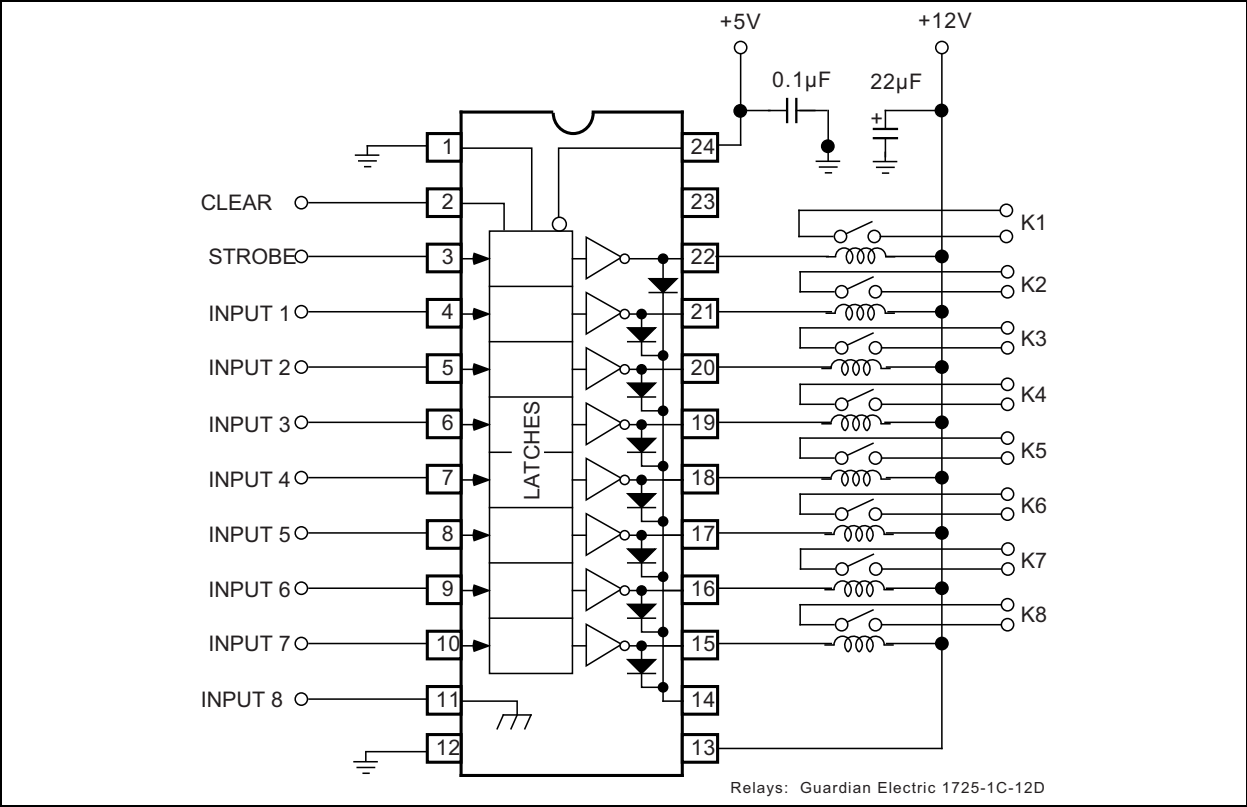 +5V
+12V
0.1µF
22µF
+
1
24
CLEAR
2
23
K1
STROBE
3
22
K2
INPUT 1
4
21
K3
INPUT 2
5
20
K4
INPUT 3
6
19
LATCHES
K5
INPUT 4
7
18
K6
INPUT 5
8
17
K7
INPUT 6
9
16
K8
INPUT 7
10
15
INPUT 8
11
14
12
13
Relays: Guardian Electric 1725-1C-12D